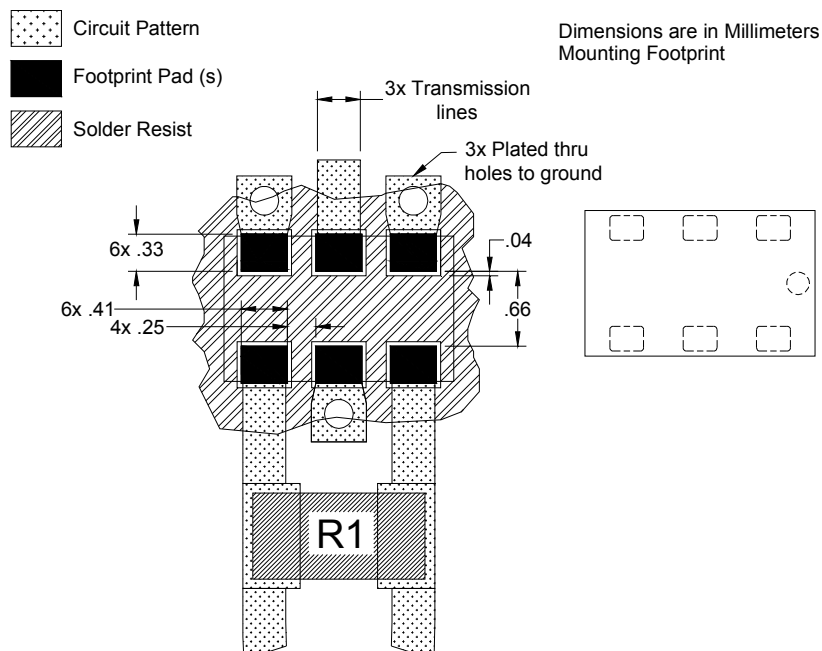 Circuit Pattern
Footprint Pad (s)
Solder Resist
Dimensions are in Millimeters
Mounting Footprint
3x Transmission
lines
3x Plated thru
holes to ground
6x .33
.04
6x .41
.66
4x .25
R1